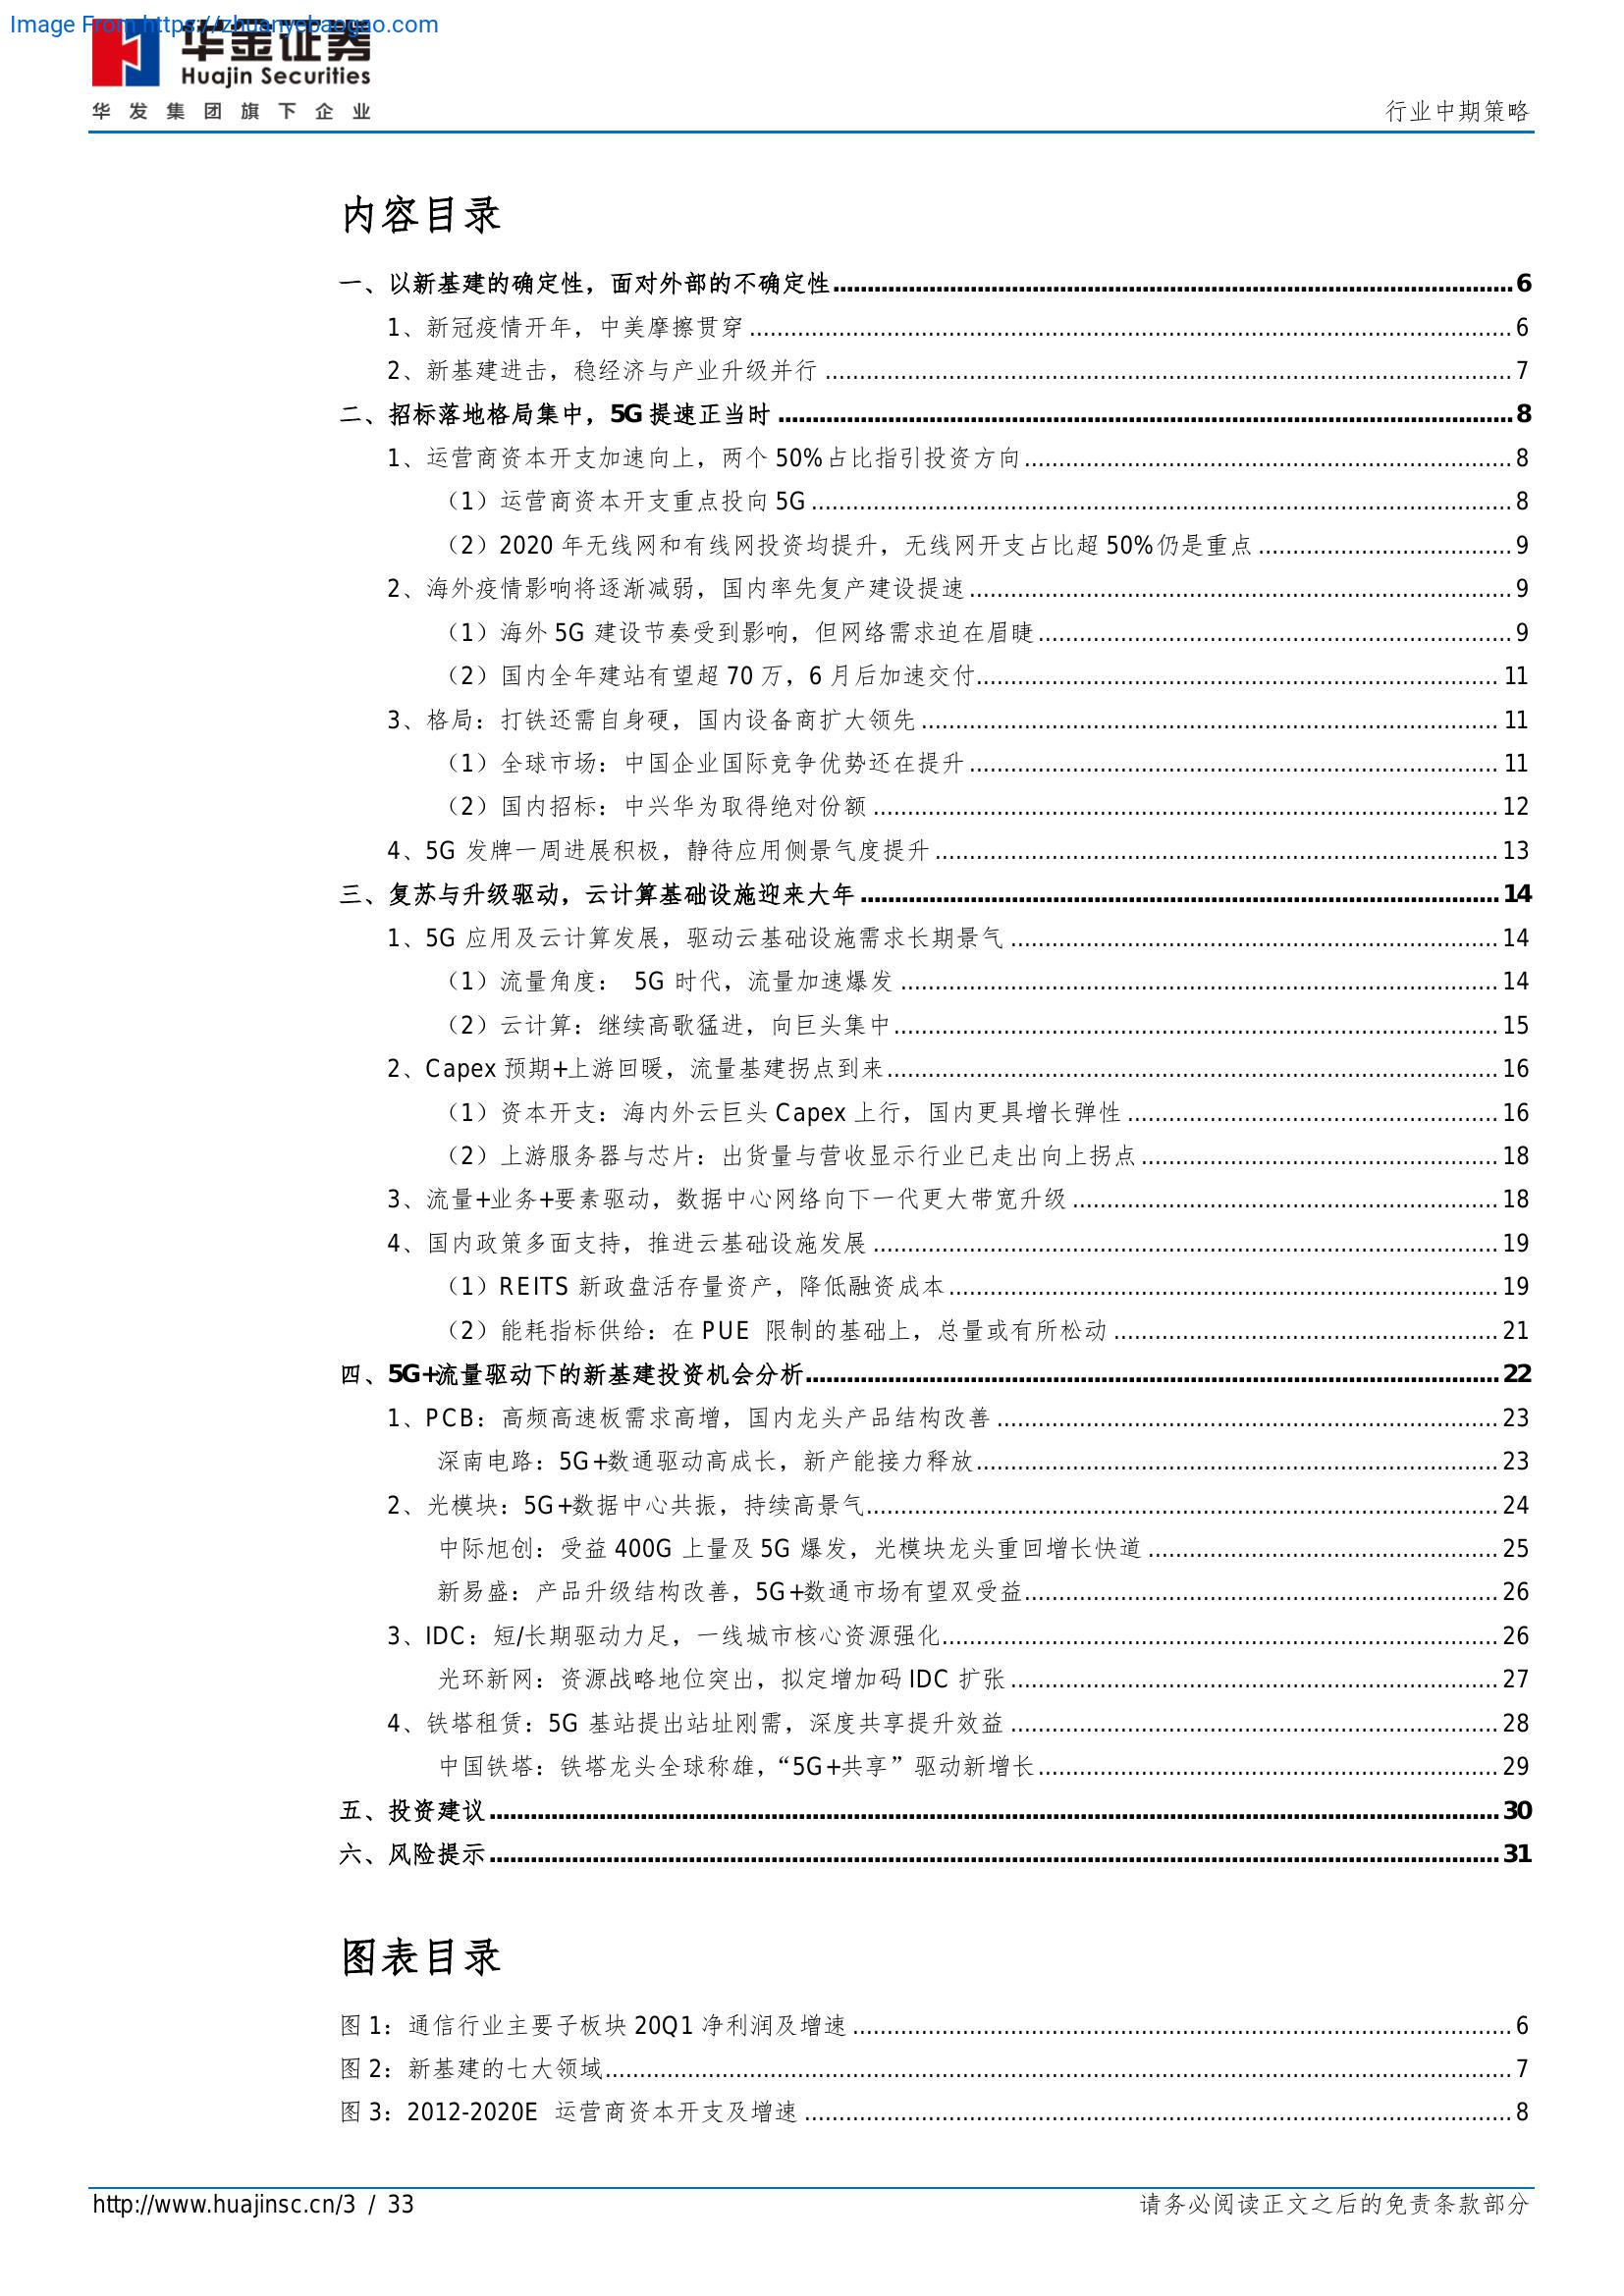 Image From https://zhuanyebaogao.com
华金证券
Huajin Securities
华发集团旗下企业
行业中期策略
内容目录
一、以新基建的确定性，面对外部的不确定性 6
1、新冠疫情开年，中美摩擦贯穿 6
2、新基建进击，稳经济与产业升级并行 7
二、招标落地格局集中，5G 提速正当时 8
1、运营商资本开支加速向上，两个 50%占比指引投资方向 8
（1）运营商资本开支重点投向 5G 8
（2）2020 年无线网和有线网投资均提升，无线网开支占比超 50%仍是重点 9
2、海外疫情影响将逐渐减弱，国内率先复产建设提速 9
（1）海外 5G 建设节奏受到影响，但网络需求迫在眉睫 9
（2）国内全年建站有望超 70 万，6 月后加速交付 11
3、格局：打铁还需自身硬，国内设备商扩大领先 11
（1）全球市场：中国企业国际竞争优势还在提升 11
（2）国内招标：中兴华为取得绝对份额 12
4、5G 发牌一周进展积极，静待应用侧景气度提升 13
三、复苏与升级驱动，云计算基础设施迎来大年 14
1、5G 应用及云计算发展，驱动云基础设施需求长期景气 14
（1）流量角度： 5G 时代，流量加速爆发 14
（2）云计算：继续高歌猛进，向巨头集中 15
2、Capex 预期+上游回暖，流量基建拐点到来 16
（1）资本开支：海内外云巨头 Capex 上行，国内更具增长弹性 16
（2）上游服务器与芯片：出货量与营收显示行业已走出向上拐点 18
3、流量+业务+要素驱动，数据中心网络向下一代更大带宽升级 18
4、国内政策多面支持，推进云基础设施发展 19
（1）REITS 新政盘活存量资产，降低融资成本 19
（2）能耗指标供给：在 PUE 限制的基础上，总量或有所松动 21
四、5G+流量驱动下的新基建投资机会分析 22
1、PCB：高频高速板需求高增，国内龙头产品结构改善 23
深南电路：5G+数通驱动高成长，新产能接力释放 23
2、光模块：5G+数据中心共振，持续高景气 24
中际旭创：受益 400G 上量及 5G 爆发，光模块龙头重回增长快道 25
新易盛：产品升级结构改善，5G+数通市场有望双受益 26
3、IDC：短/长期驱动力足，一线城市核心资源强化 26
光环新网：资源战略地位突出，拟定增加码 IDC 扩张 27
4、铁塔租赁：5G 基站提出站址刚需，深度共享提升效益 28
中国铁塔：铁塔龙头全球称雄，“5G+共享”驱动新增长 29
五、投资建议 30
六、风险提示 31
图表目录
图 1：通信行业主要子板块 20Q1 净利润及增速 6
图 2：新基建的七大领域 7
图 3：2012-2020E 运营商资本开支及增速 8
http://www.huajinsc.cn/3 / 33
请务必阅读正文之后的免责条款部分